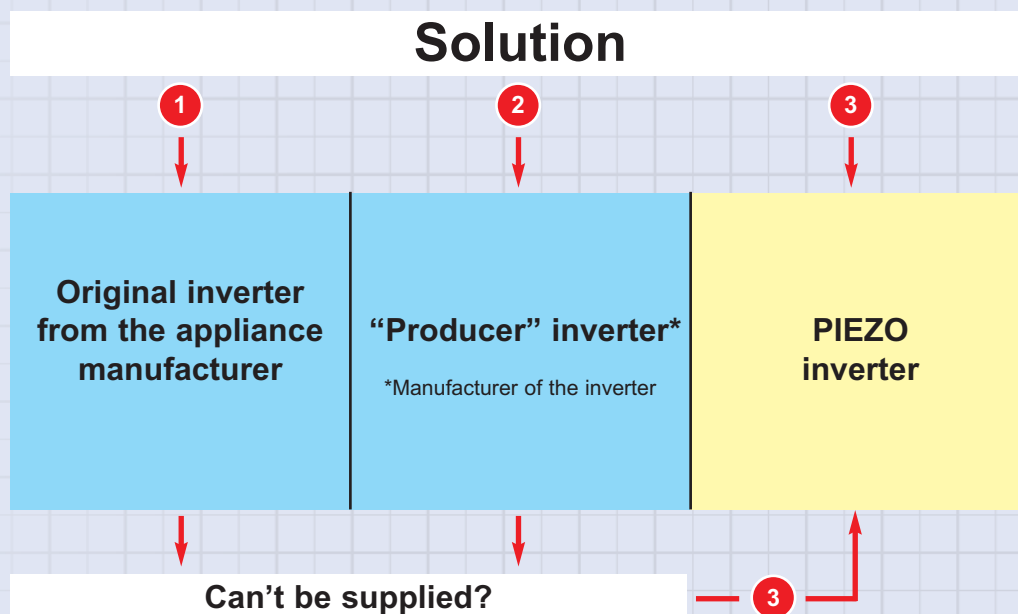 Solution
1
2
3
Original inverter
from the appliance
manufacturer
“Producer” inverter*
*Manufacturer of the inverter
PIEZO
inverter
Can’t be supplied?
3